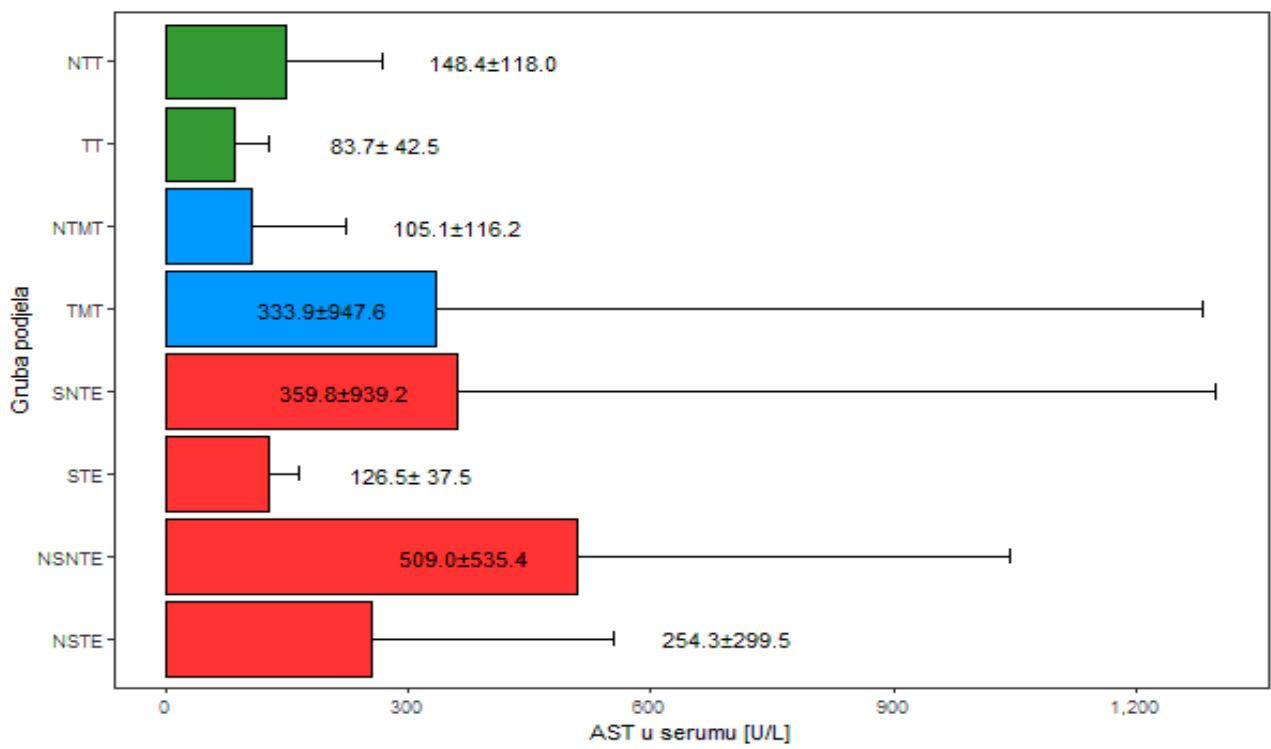 NTT
148.4±118.0
TT
83.7± 42.5
NTMT
105.1±116.2
TMT
333.9±947.6
SNTE
359.8±939.2
STE
126.5± 37.5
NSNTE
509.0±535.4
NSTE
254.3±299.5
Gruba podjela
0 300 600 900 1,200
AST u serumu [U/L]